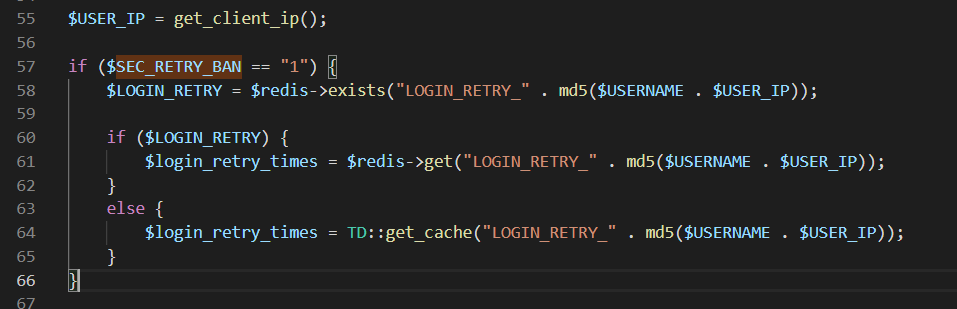 55 $USER_IP = get_client_ip();
56
57 if ($SEC_RETRY_BAN == "1") {
58 $LOGIN_RETRY = $redis->exists("LOGIN_RETRY_" . md5($USERNAME . $USER_IP));
59
60 if ($LOGIN_RETRY) {
61 $login_retry_times = $redis->get("LOGIN_RETRY_" . md5($USERNAME . $USER_IP));
62 }
63 else {
64 $login_retry_times = TD::get_cache("LOGIN_RETRY_" . md5($USERNAME . $USER_IP));
65 }
66 }
67